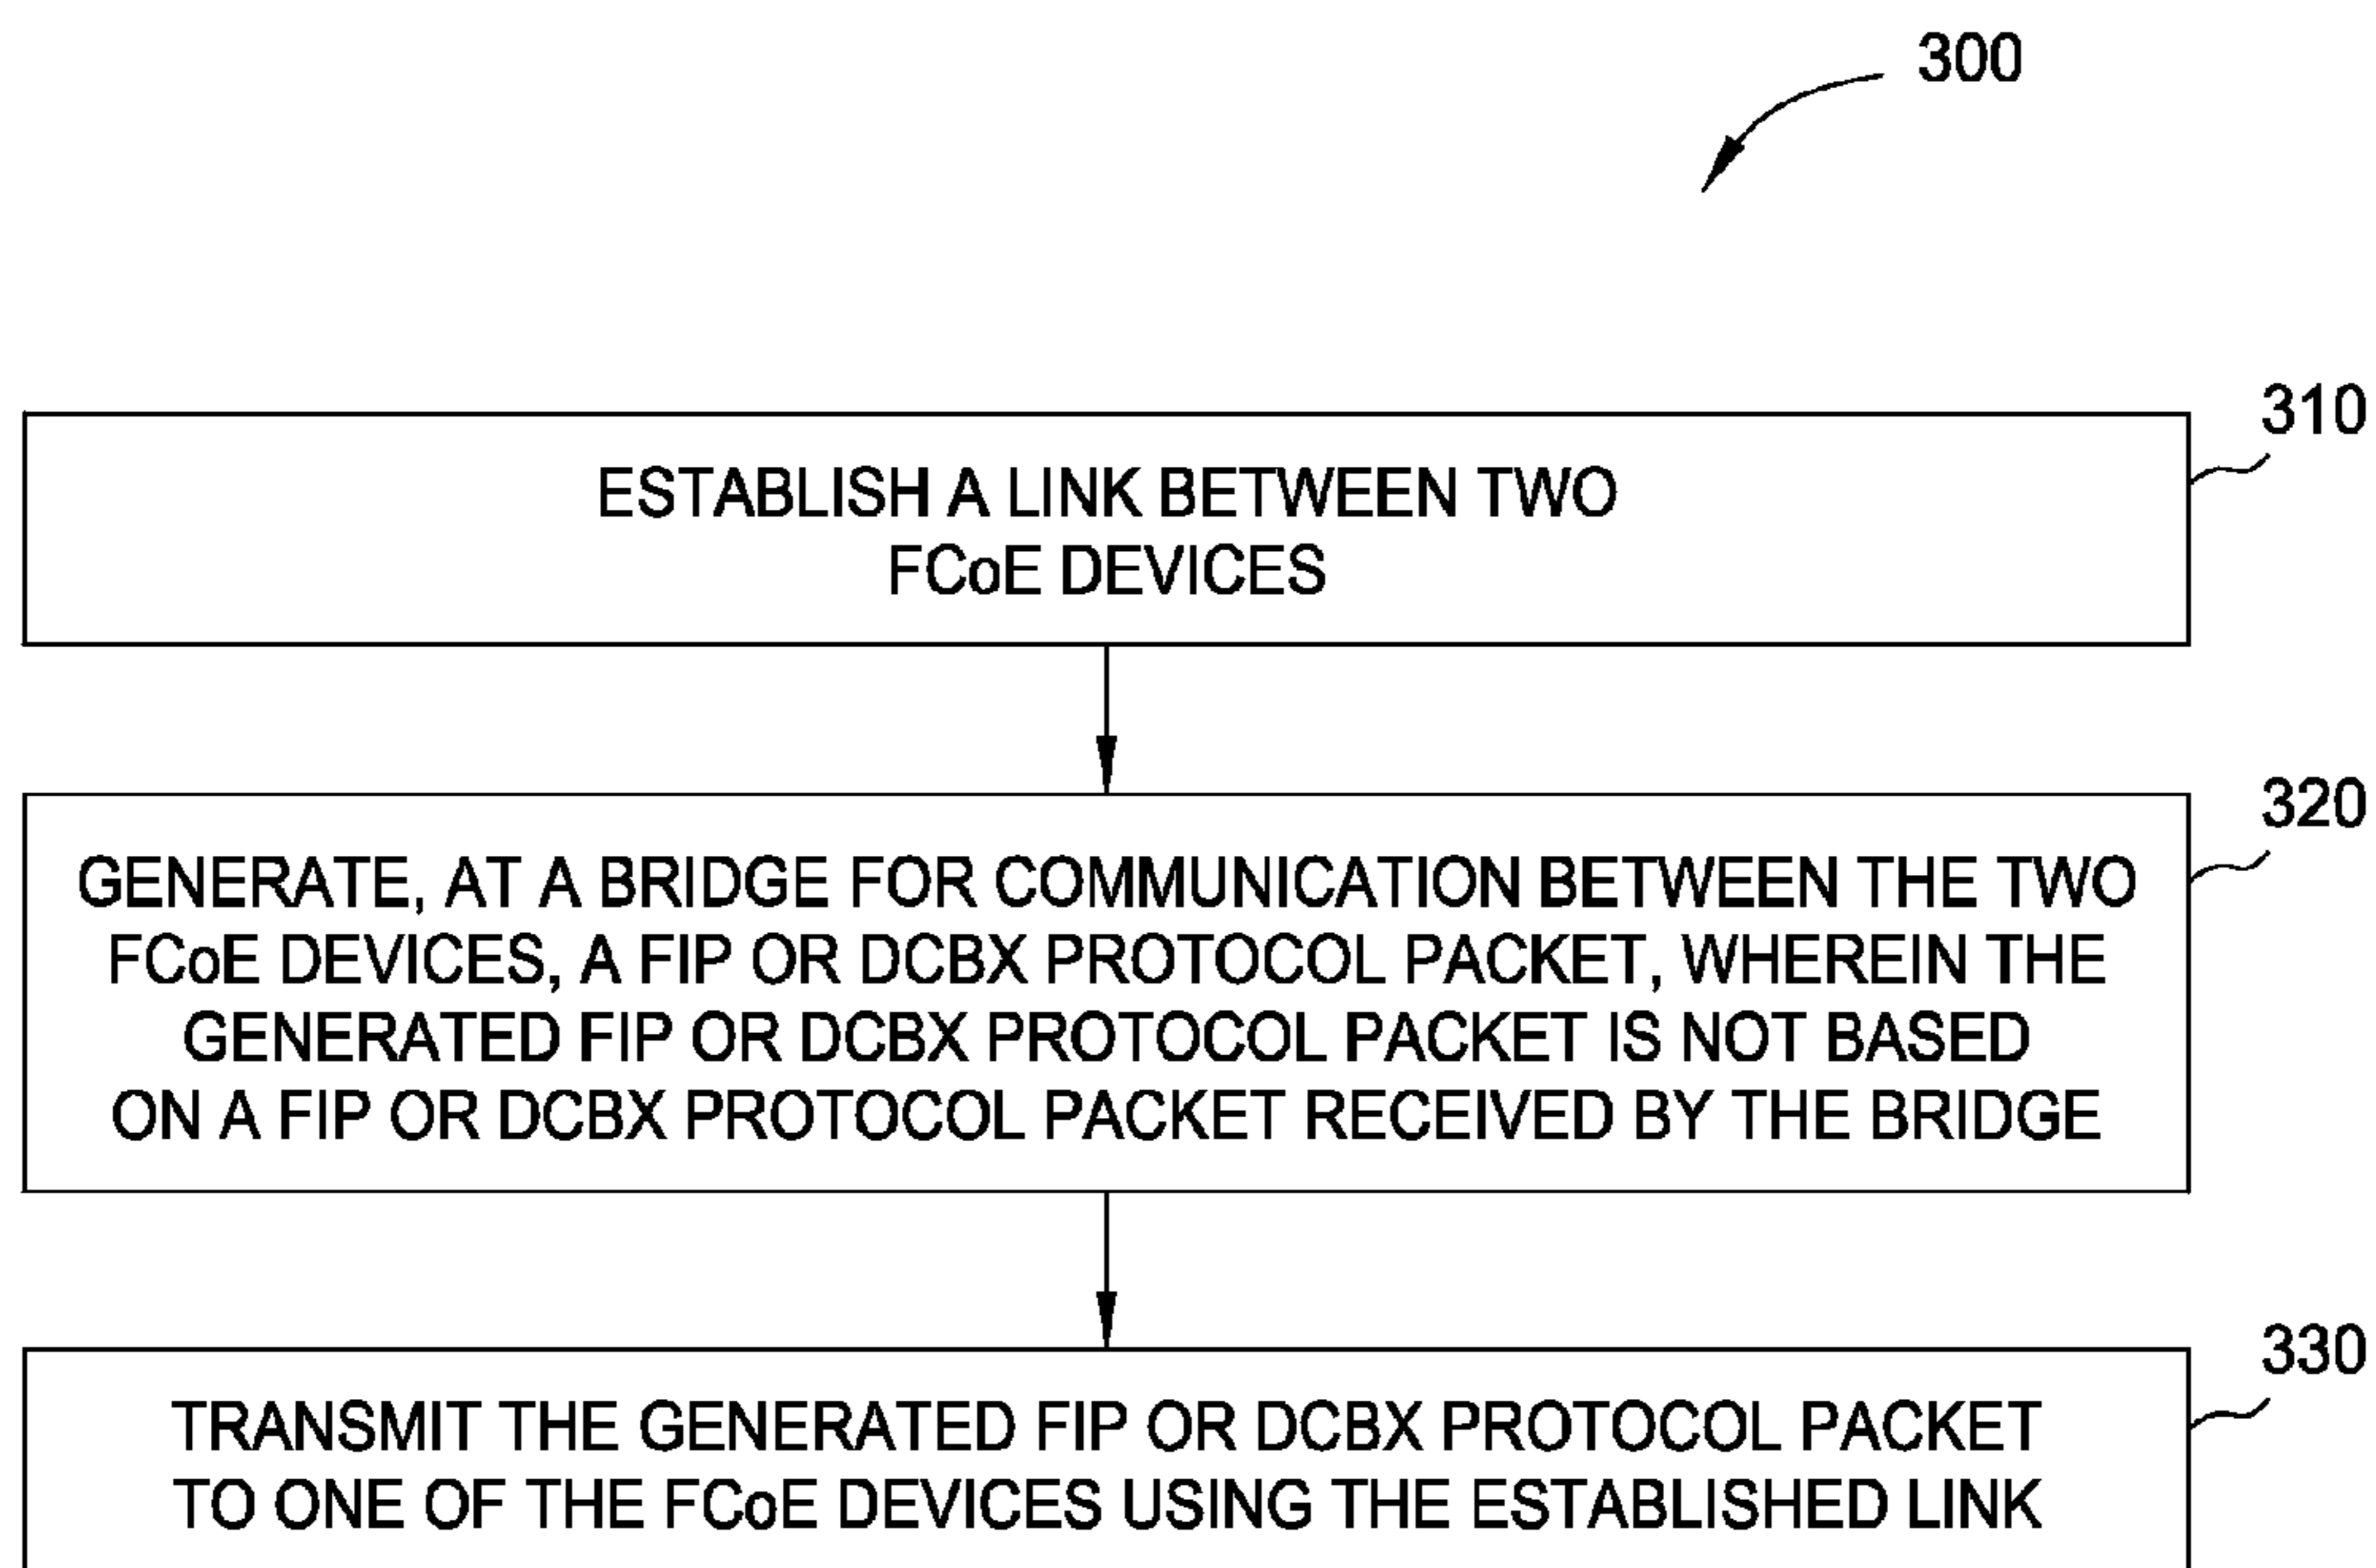 300
310
ESTABLISH A LINK BETWEEN TWO
FCoE DEVICES
320
GENERATE, AT A BRIDGE FOR COMMUNICATION BETWEEN THE TWO
FCoE DEVICES, A FIP OR DCBX PROTOCOL PACKET, WHEREIN THE
GENERATED FIP OR DCBX PROTOCOL PACKET IS NOT BASED
ON A FIP OR DCBX PROTOCOL PACKET RECEIVED BY THE BRIDGE
330
TRANSMIT THE GENERATED FIP OR DCBX PROTOCOL PACKET
TO ONE OF THE FCoE DEVICES USING THE ESTABLISHED LINK